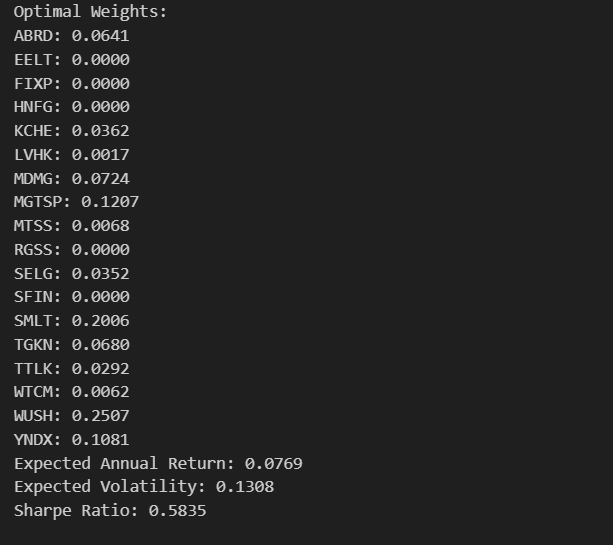 Optimal Weights:
ABRD: 0.0641
EELT: 0.0000
FIXP: 0.0000
HNFG: 0.0000
KCHE: 0.0362
LVHK: 0.0017
MDMG: 0.0724
MGTSP: 0.1207
MTSS: 0.0068
RGSS: 0.0000
SELG: 0.0352
SFIN: 0.0000
SMLT: 0.2006
TGKN: 0.0680
TTLK: 0.0292
WTCM: 0.0062
WUSH: 0.2507
YNDX: 0.1081
Expected Annual Return: 0.0769
Expected Volatility: 0.1308
Sharpe Ratio: 0.5835